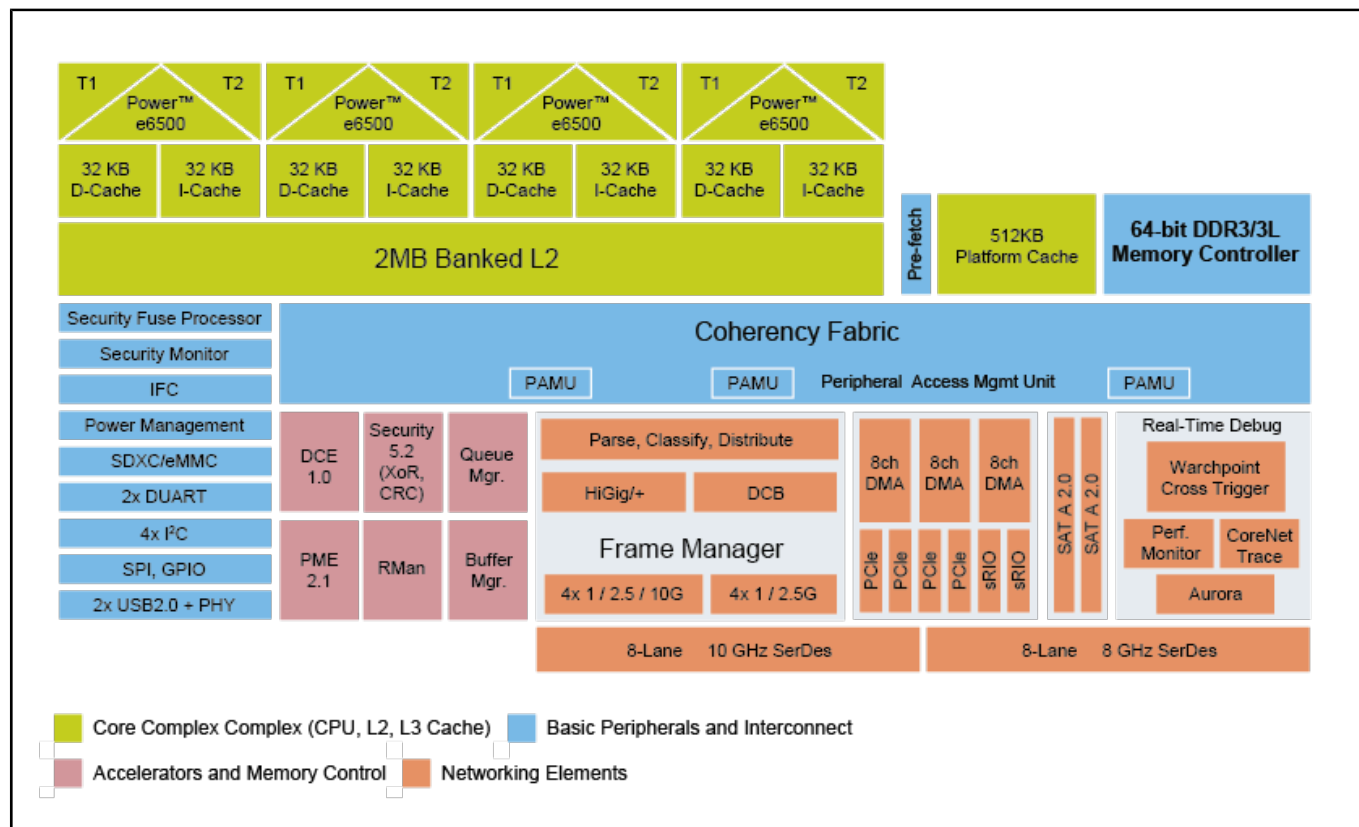 T1
T2
Power™
e6500
T1
T2
Power™
e6500
T1
T2
Power™
e6500
T1
T2
Power™
e6500
32 KB
D-Cache
32 KB
I-Cache
32 KB
D-Cache
32 KB
I-Cache
32 KB
D-Cache
32 KB
I-Cache
32 KB
D-Cache
32 KB
I-Cache
2MB Banked L2
Pre-fetch
512KB
Platform Cache
64-bit DDR3/3L
Memory Controller
Security Fuse Processor
Security Monitor
IFC
Power Management
SDXC/eMMC
2x DUART
4x I²C
SPI, GPIO
2x USB2.0 + PHY
Coherency Fabric
PAMU
PAMU
Peripheral Access Mgmt Unit
PAMU
DCE
1.0
Security
5.2
(XoR,
CRC)
Queue
Mgr.
PME
2.1
RMan
Buffer
Mgr.
Parse, Classify, Distribute
HiGig/+
DCB
Frame Manager
4x 1 / 2.5 / 10G
4x 1 / 2.5G
8ch
DMA
8ch
DMA
8ch
DMA
PCIe
PCIe
PCIe
PCIe
sRIO
sRIO
SAT A 2.0
SAT A 2.0
Real-Time Debug
Warchpoint
Cross Trigger
Perf.
Monitor
CoreNet
Trace
Aurora
8-Lane 10 GHz SerDes
8-Lane 8 GHz SerDes
Core Complex Complex (CPU, L2, L3 Cache)
Basic Peripherals and Interconnect
Accelerators and Memory Control
Networking Elements